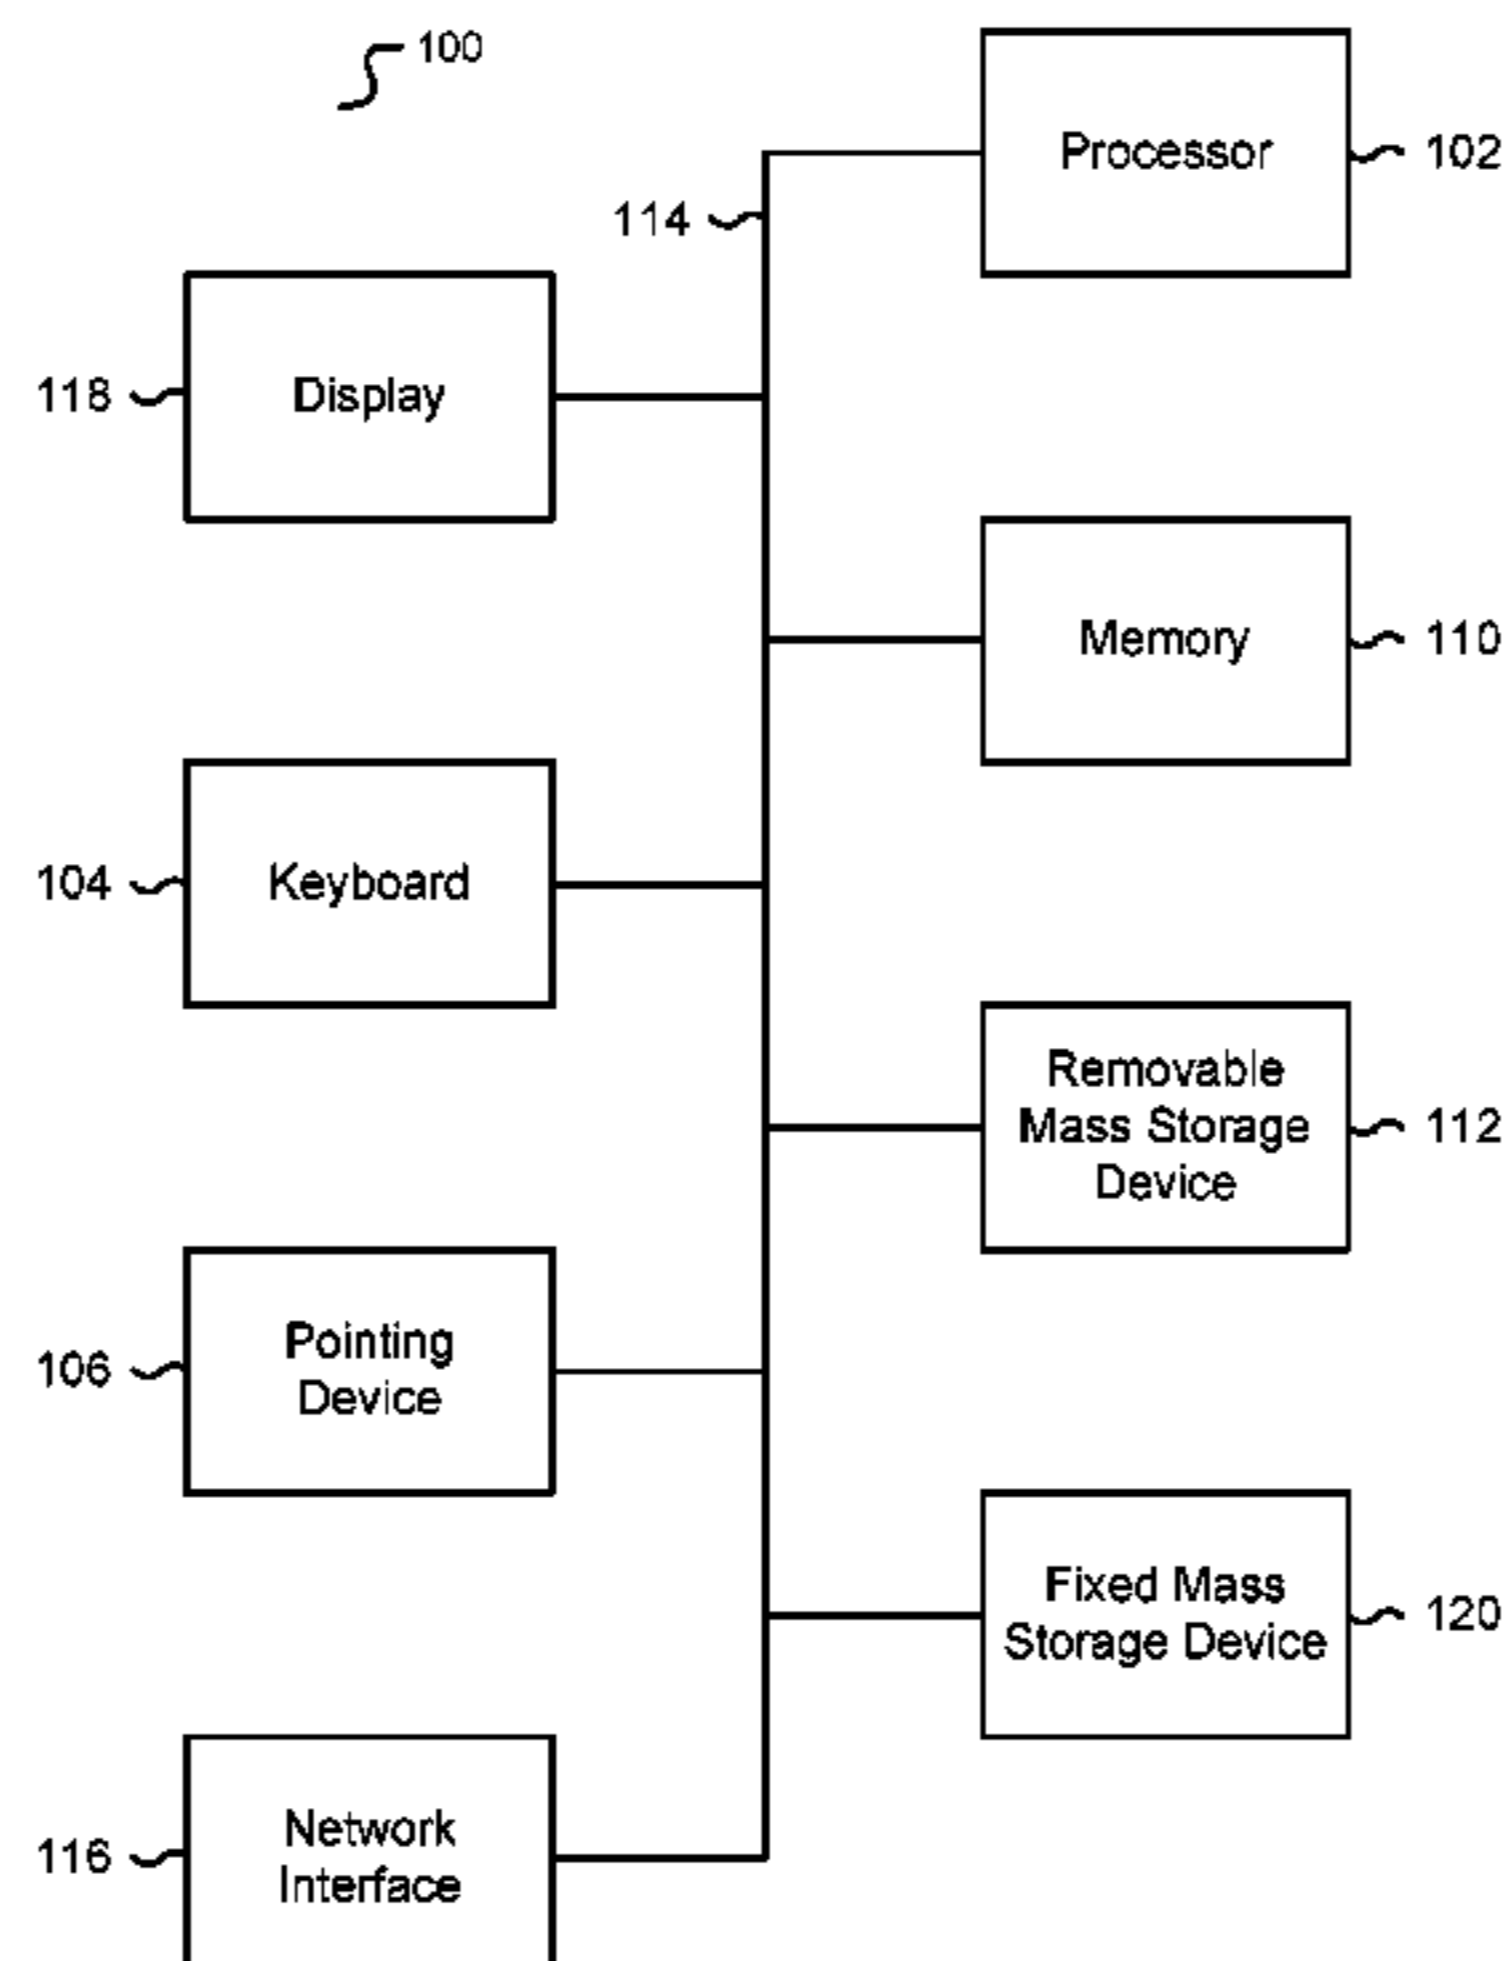 100
Processor
102
114
118
Display
Memory
110
104
Keyboard
Removable
Mass Storage
Device
112
106
Pointing
Device
Fixed Mass
Storage Device
120
116
Network
Interface